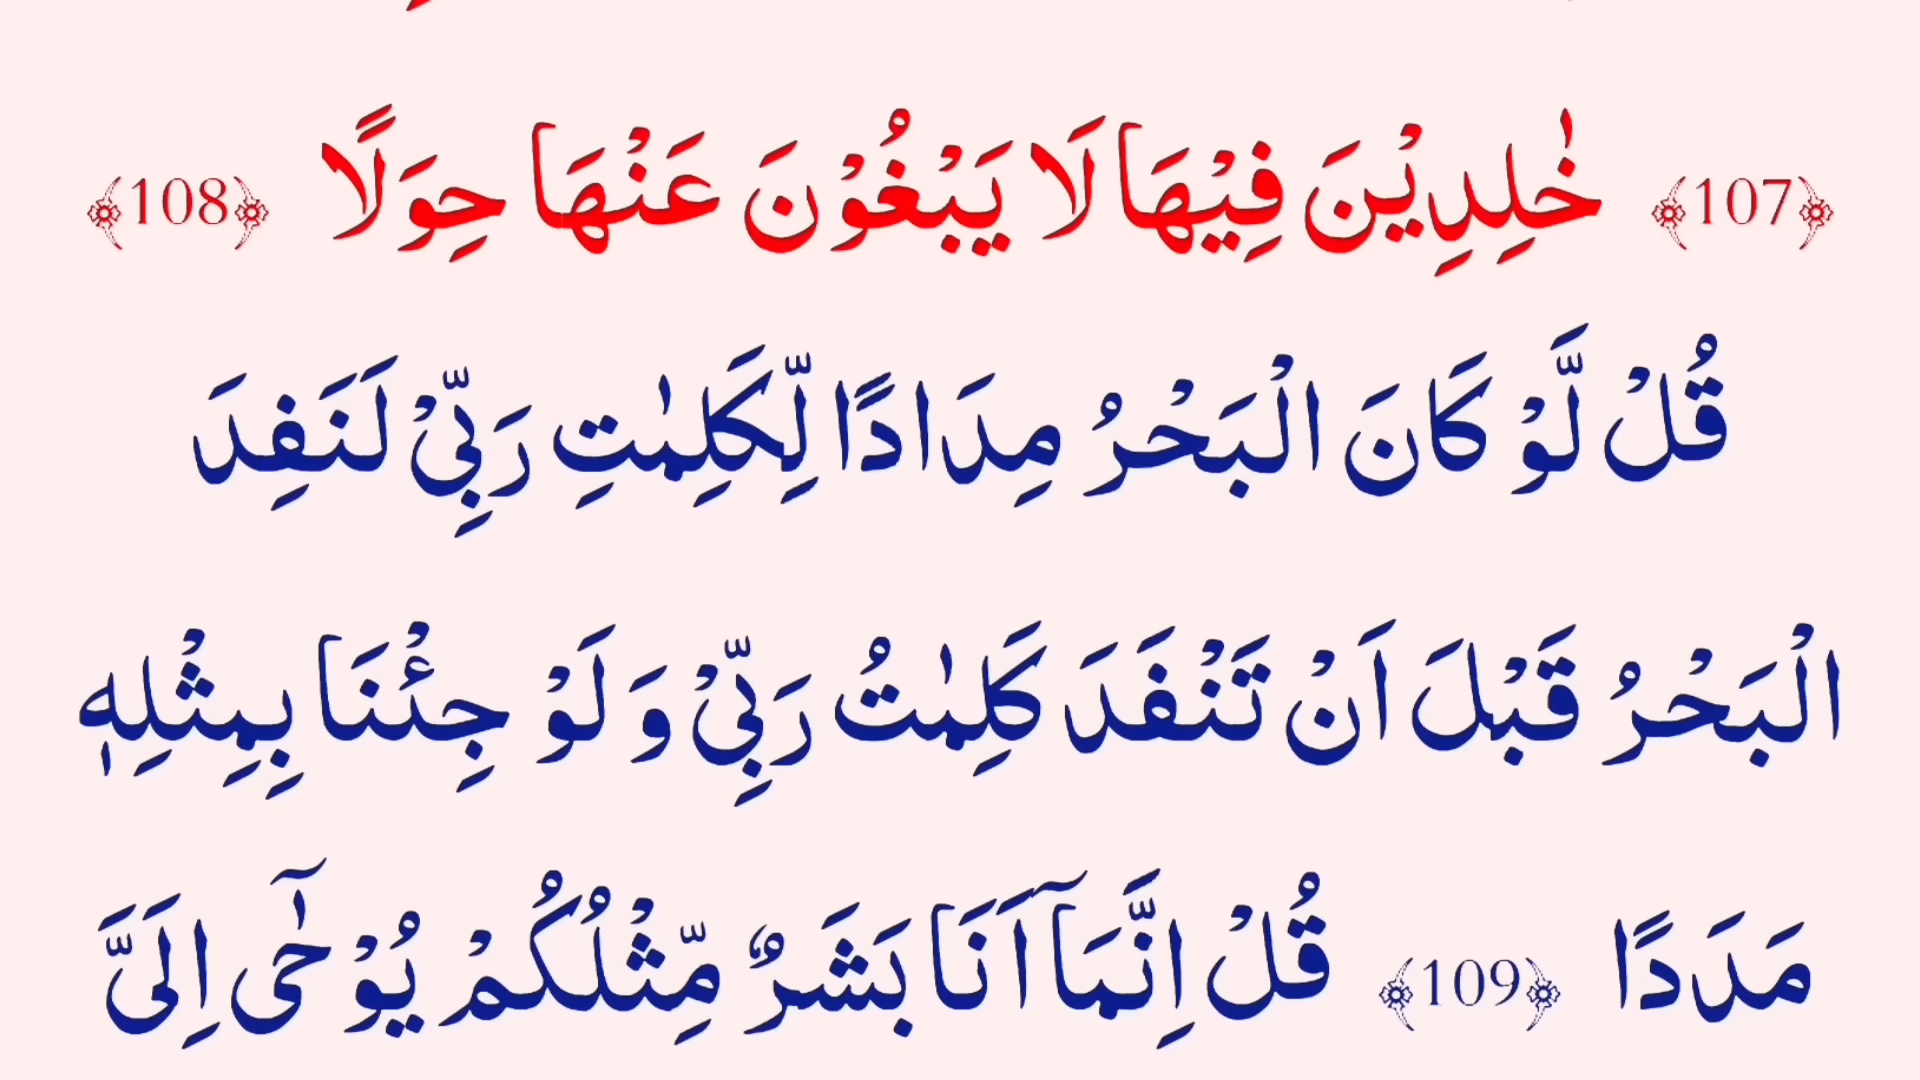 ﴿107﴾ خٰلِدِيْنَ فِيْهَا لَا يَبْغُوْنَ عَنْهَا حِوَلًا ﴿108﴾
قُلْ لَّوْ كَانَ الْبَحْرُ مِدَادًا لِّكَلِمٰتِ رَبِّيْ لَنَفِدَ
الْبَحْرُ قَبْلَ اَنْ تَنْفَدَ كَلِمٰتُ رَبِّيْ وَلَوْ جِئْنَا بِمِثْلِهٖ
مَدَدًا ﴿109﴾ قُلْ اِنَّمَآ اَنَا بَشَرٌ مِّثْلُكُمْ يُوْحٰٓى اِلَىَّ